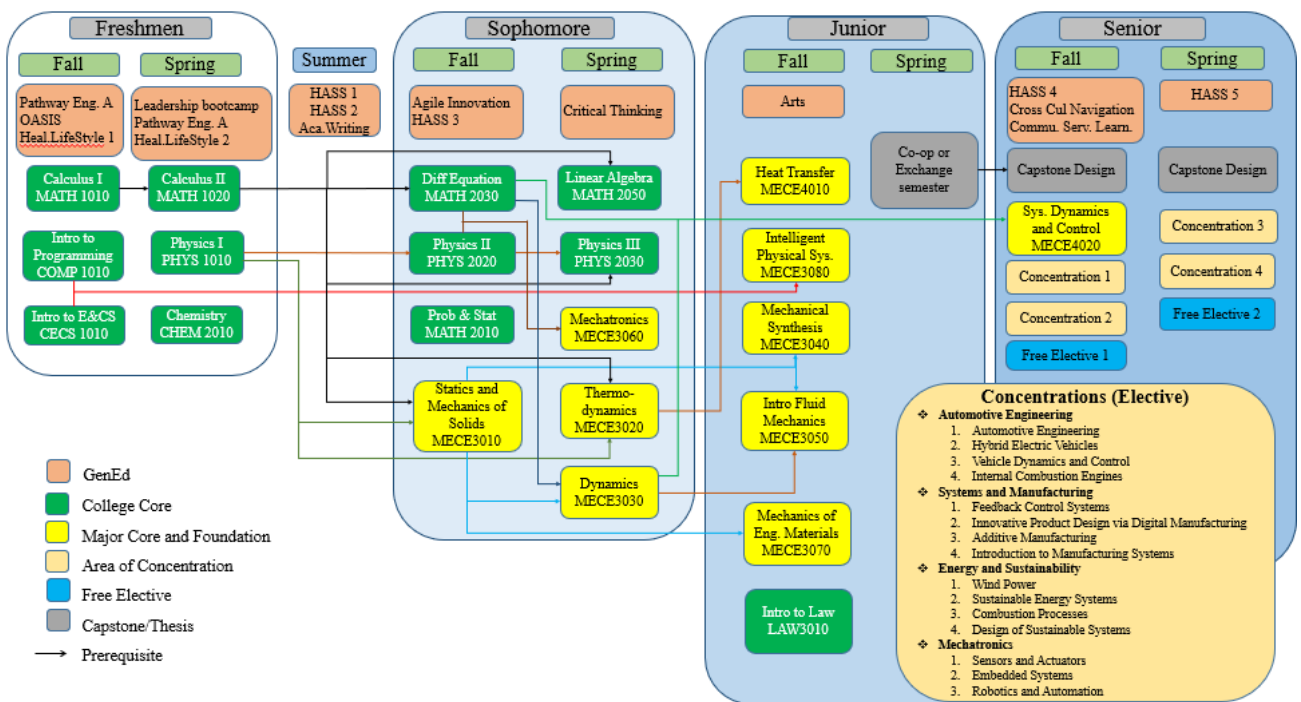 Freshmen
Fall
Spring
Pathway Eng. A
OASIS
Heal.LifeStyle 1
Leadership bootcamp
Pathway Eng. A
Heal.LifeStyle 2
Calculus I
MATH 1010
Calculus II
MATH 1020
Intro to
Programming
COMP 1010
Physics I
PHYS 1010
Intro to E&CS
CECS 1010
Chemistry
CHEM 2010
Summer
HASS 1
HASS 2
Aca.Writing
Sophomore
Fall
Spring
Agile Innovation
HASS 3
Critical Thinking
Diff Equation
MATH 2030
Linear Algebra
MATH 2050
Physics II
PHYS 2020
Physics III
PHYS 2030
Prob & Stat
MATH 2010
Mechatronics
MECE3060
Statics and
Mechanics of
Solids
MECE3010
Thermo-
dynamics
MECE3020
Dynamics
MECE3030
Junior
Fall
Spring
Arts
Heat Transfer
MECE4010
Co-op or
Exchange
semester
Intelligent
Physical Sys.
MECE3080
Mechanical
Synthesis
MECE3040
Intro Fluid
Mechanics
MECE3050
Mechanics of
Eng. Materials
MECE3070
Intro to Law
LAW3010
Senior
Fall
Spring
HASS 4
Cross Cul Navigation
Commu. Serv. Learn.
HASS 5
Capstone Design
Capstone Design
Sys. Dynamics
and Control
MECE4020
Concentration 3
Concentration 1
Concentration 4
Concentration 2
Free Elective 2
Free Elective 1
Concentrations (Elective)
❖ Automotive Engineering
1. Automotive Engineering
2. Hybrid Electric Vehicles
3. Vehicle Dynamics and Control
4. Internal Combustion Engines
❖ Systems and Manufacturing
1. Feedback Control Systems
2. Innovative Product Design via Digital Manufacturing
3. Additive Manufacturing
4. Introduction to Manufacturing Systems
❖ Energy and Sustainability
1. Wind Power
2. Sustainable Energy Systems
3. Combustion Processes
4. Design of Sustainable Systems
❖ Mechatronics
1. Sensors and Actuators
2. Embedded Systems
3. Robotics and Automation
GenEd
College Core
Major Core and Foundation
Area of Concentration
Free Elective
Capstone/Thesis
Prerequisite